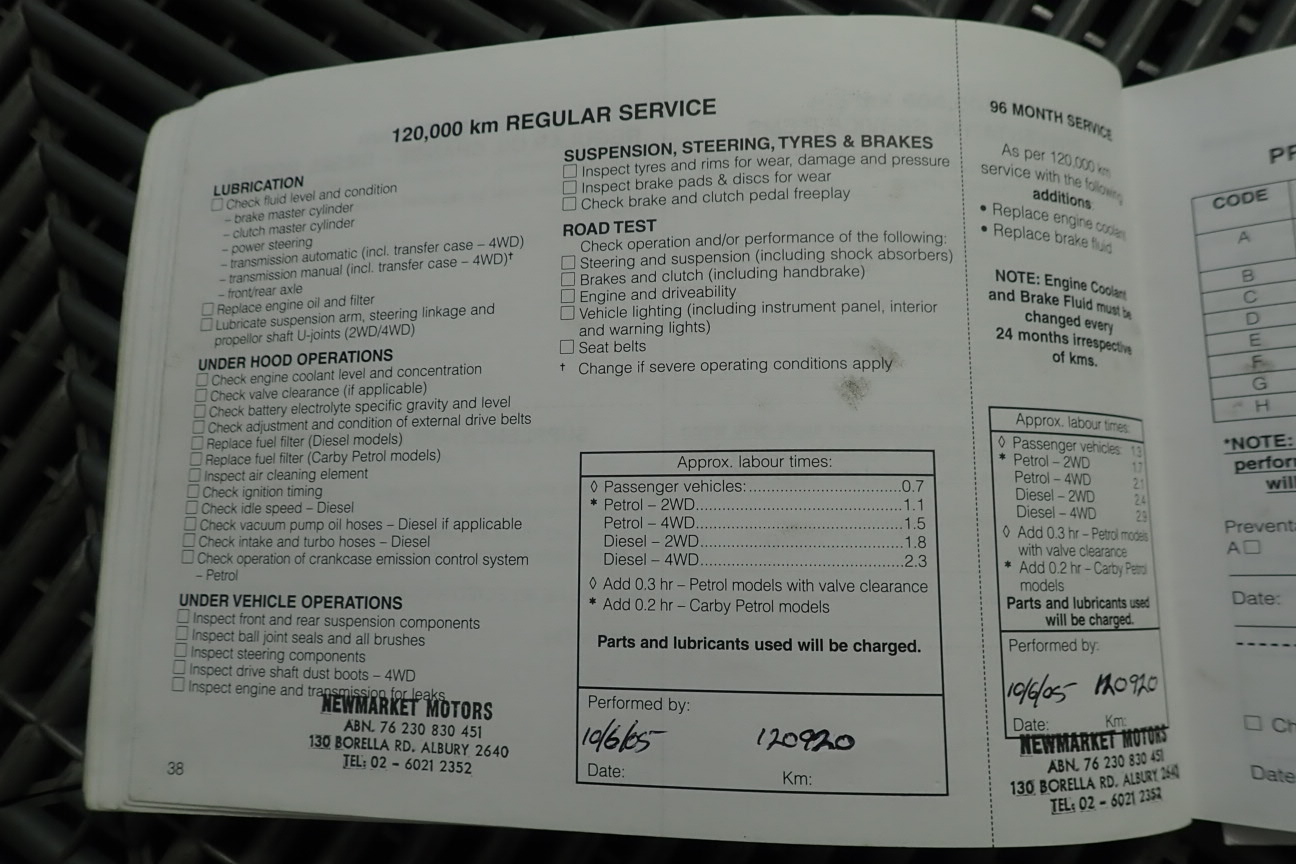 120,000 km REGULAR SERVICE
LUBRICATION
Check fluid level and condition
– brake master cylinder
– clutch master cylinder
– power steering
– transmission automatic (incl. transfer case – 4WD)
– transmission manual (incl. transfer case – 4WD)†
– front/rear axle
Replace engine oil and filter
Lubricate suspension arm, steering linkage and
propellor shaft U-joints (2WD/4WD)
UNDER HOOD OPERATIONS
Check engine coolant level and concentration
Check valve clearance (if applicable)
Check battery electrolyte specific gravity and level
Check adjustment and condition of external drive belts
Replace fuel filter (Diesel models)
Replace fuel filter (Carby Petrol models)
Inspect air cleaning element
Check ignition timing
Check idle speed – Diesel
Check vacuum pump oil hoses – Diesel if applicable
Check intake and turbo hoses – Diesel
Check operation of crankcase emission control system
– Petrol
UNDER VEHICLE OPERATIONS
Inspect front and rear suspension components
Inspect ball joint seals and all brushes
Inspect steering components
Inspect drive shaft dust boots – 4WD
Inspect engine and transmission for leaks
NEWMARKET MOTORS
ABN. 76 230 830 451
130 BORELLA RD. ALBURY 2640
TEL: 02 – 6021 2352
38
SUSPENSION, STEERING, TYRES & BRAKES
Inspect tyres and rims for wear, damage and pressure
Inspect brake pads & discs for wear
Check brake and clutch pedal freeplay
ROAD TEST
Check operation and/or performance of the following:
Steering and suspension (including shock absorbers)
Brakes and clutch (including handbrake)
Engine and driveability
Vehicle lighting (including instrument panel, interior
and warning lights)
Seat belts
† Change if severe operating conditions apply
Approx. labour times:
◊ Passenger vehicles:..................................0.7
* Petrol – 2WD.............................................1.1
Petrol – 4WD.............................................1.5
Diesel – 2WD............................................1.8
Diesel – 4WD............................................2.3
◊ Add 0.3 hr – Petrol models with valve clearance
* Add 0.2 hr – Carby Petrol models
Parts and lubricants used will be charged.
Performed by:
10/6/05 120920
Date: Km:
96 MONTH SERVICE
As per 120,000 km
service with the following
additions
• Replace engine coolant
• Replace brake fluid
NOTE: Engine Coolant
and Brake Fluid must be
changed every
24 months irrespective
of kms.
Approx. labour times:
◊ Passenger vehicles: 1.3
* Petrol – 2WD 1.7
Petrol – 4WD 2.1
Diesel – 2WD 2.4
Diesel – 4WD 2.9
◊ Add 0.3 hr – Petrol models
with valve clearance
* Add 0.2 hr – Carby Petrol
models
Parts and lubricants used
will be charged.
Performed by:
10/6/05 120920
Date: Km:
NEWMARKET MOTORS
ABN. 76 230 830 451
130 BORELLA RD. ALBURY 2640
TEL: 02 – 6021 2352
CODE
A
B
C
D
E
F
G
H
*NOTE:
Date:
A
Date